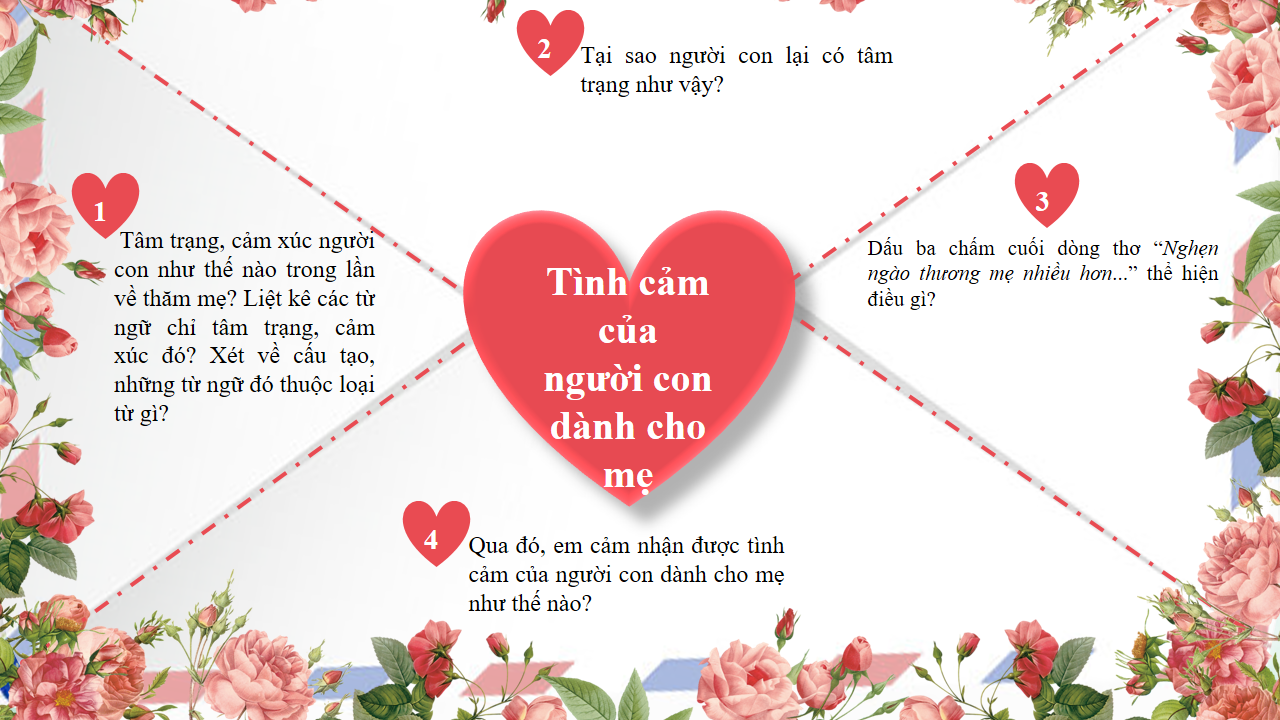 2
Tại sao người con lại có tâm
trạng như vậy?
1
Tâm trạng, cảm xúc người
con như thế nào trong lần
về thăm mẹ? Liệt kê các từ
ngữ chỉ tâm trạng, cảm
xúc đó? Xét về cấu tạo,
những từ ngữ đó thuộc loại
từ gì?
3
Dấu ba chấm cuối dòng thơ “Nghẹn
ngào thương mẹ nhiều hơn...” thể hiện
điều gì?
Tình cảm
của
người con
dành cho
mẹ
4
Qua đó, em cảm nhận được tình
cảm của người con dành cho mẹ
như thế nào?